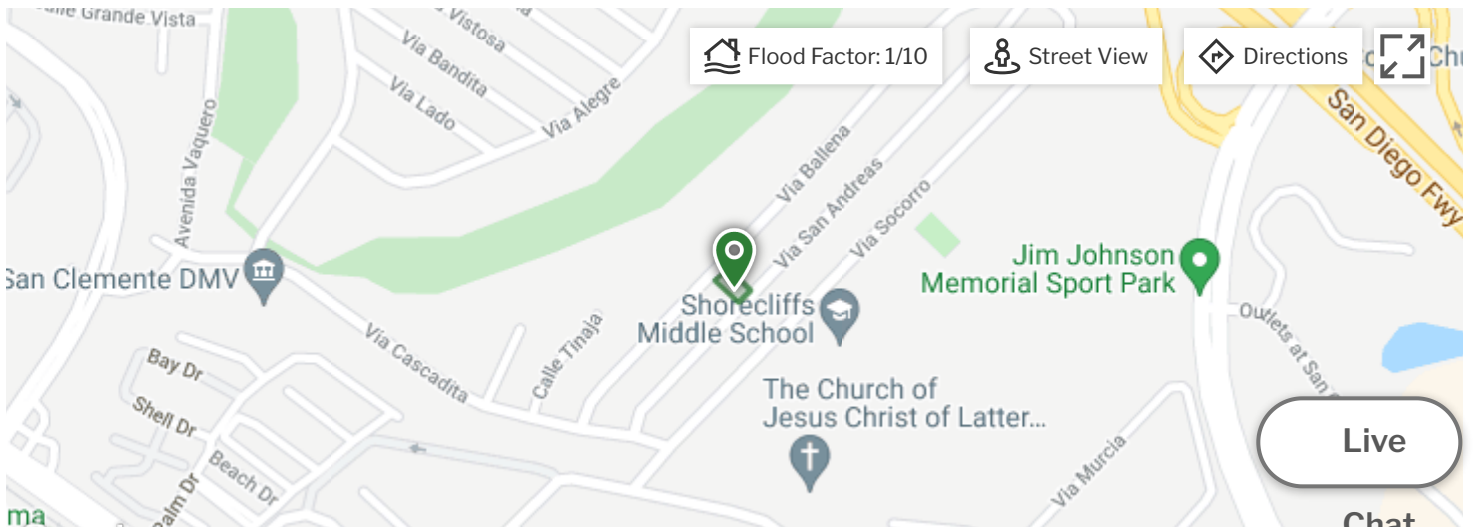 Calle Grande Vista
Vistosa
Flood Factor: 1/10
Street View
Directions
Via Bandita
Via Lado
Via Alegre
San Diego Fwy
Avenida Vaquero
Via Ballena
Via San Andreas
Via Socorro
San Clemente DMV
Jim Johnson
Memorial Sport Park
Shorecliffs
Middle School
Outlets at San
Via Cascadita
Calle Tinaja
Bay Dr
Shell Dr
The Church of
Jesus Christ of Latter...
Live
Via Murcia
Beach Dr
alm Dr
ma
Chat